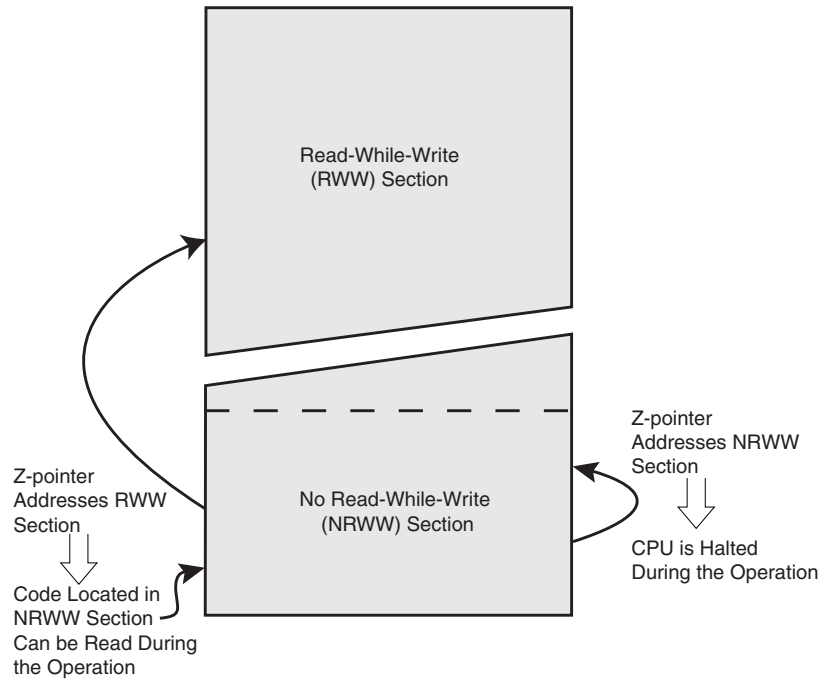 Read-While-Write
(RWW) Section
Z-pointer
Addresses NRWW
Section
No Read-While-Write
(NRWW) Section
CPU is Halted
During the Operation
Z-pointer
Addresses RWW
Section
Code Located in
NRWW Section
Can be Read During
the Operation